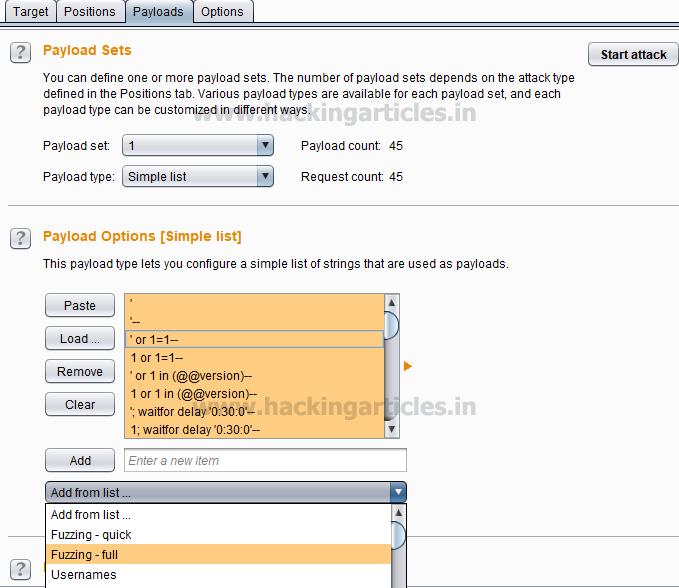 Target Positions Payloads Options
? Payload Sets
Start attack
You can define one or more payload sets. The number of payload sets depends on the attack type
defined in the Positions tab. Various payload types are available for each payload set, and each
payload type can be customized in different ways.
www.hackingarticles.in
Payload set: 1 Payload count: 45
Payload type: Simple list Request count: 45
? Payload Options [Simple list]
This payload type lets you configure a simple list of strings that are used as payloads.
Paste
Load ...
Remove
Clear
'
'--
' or 1=1--
1 or 1=1--
' or 1 in (@@version)--
1 or 1 in (@@version)--
'; waitfor delay '0:30:0'--
1; waitfor delay '0:30:0'--
www.hackingarticles.in
Add Enter a new item
Add from list ...
Add from list ...
Fuzzing - quick
Fuzzing - full
Usernames
?